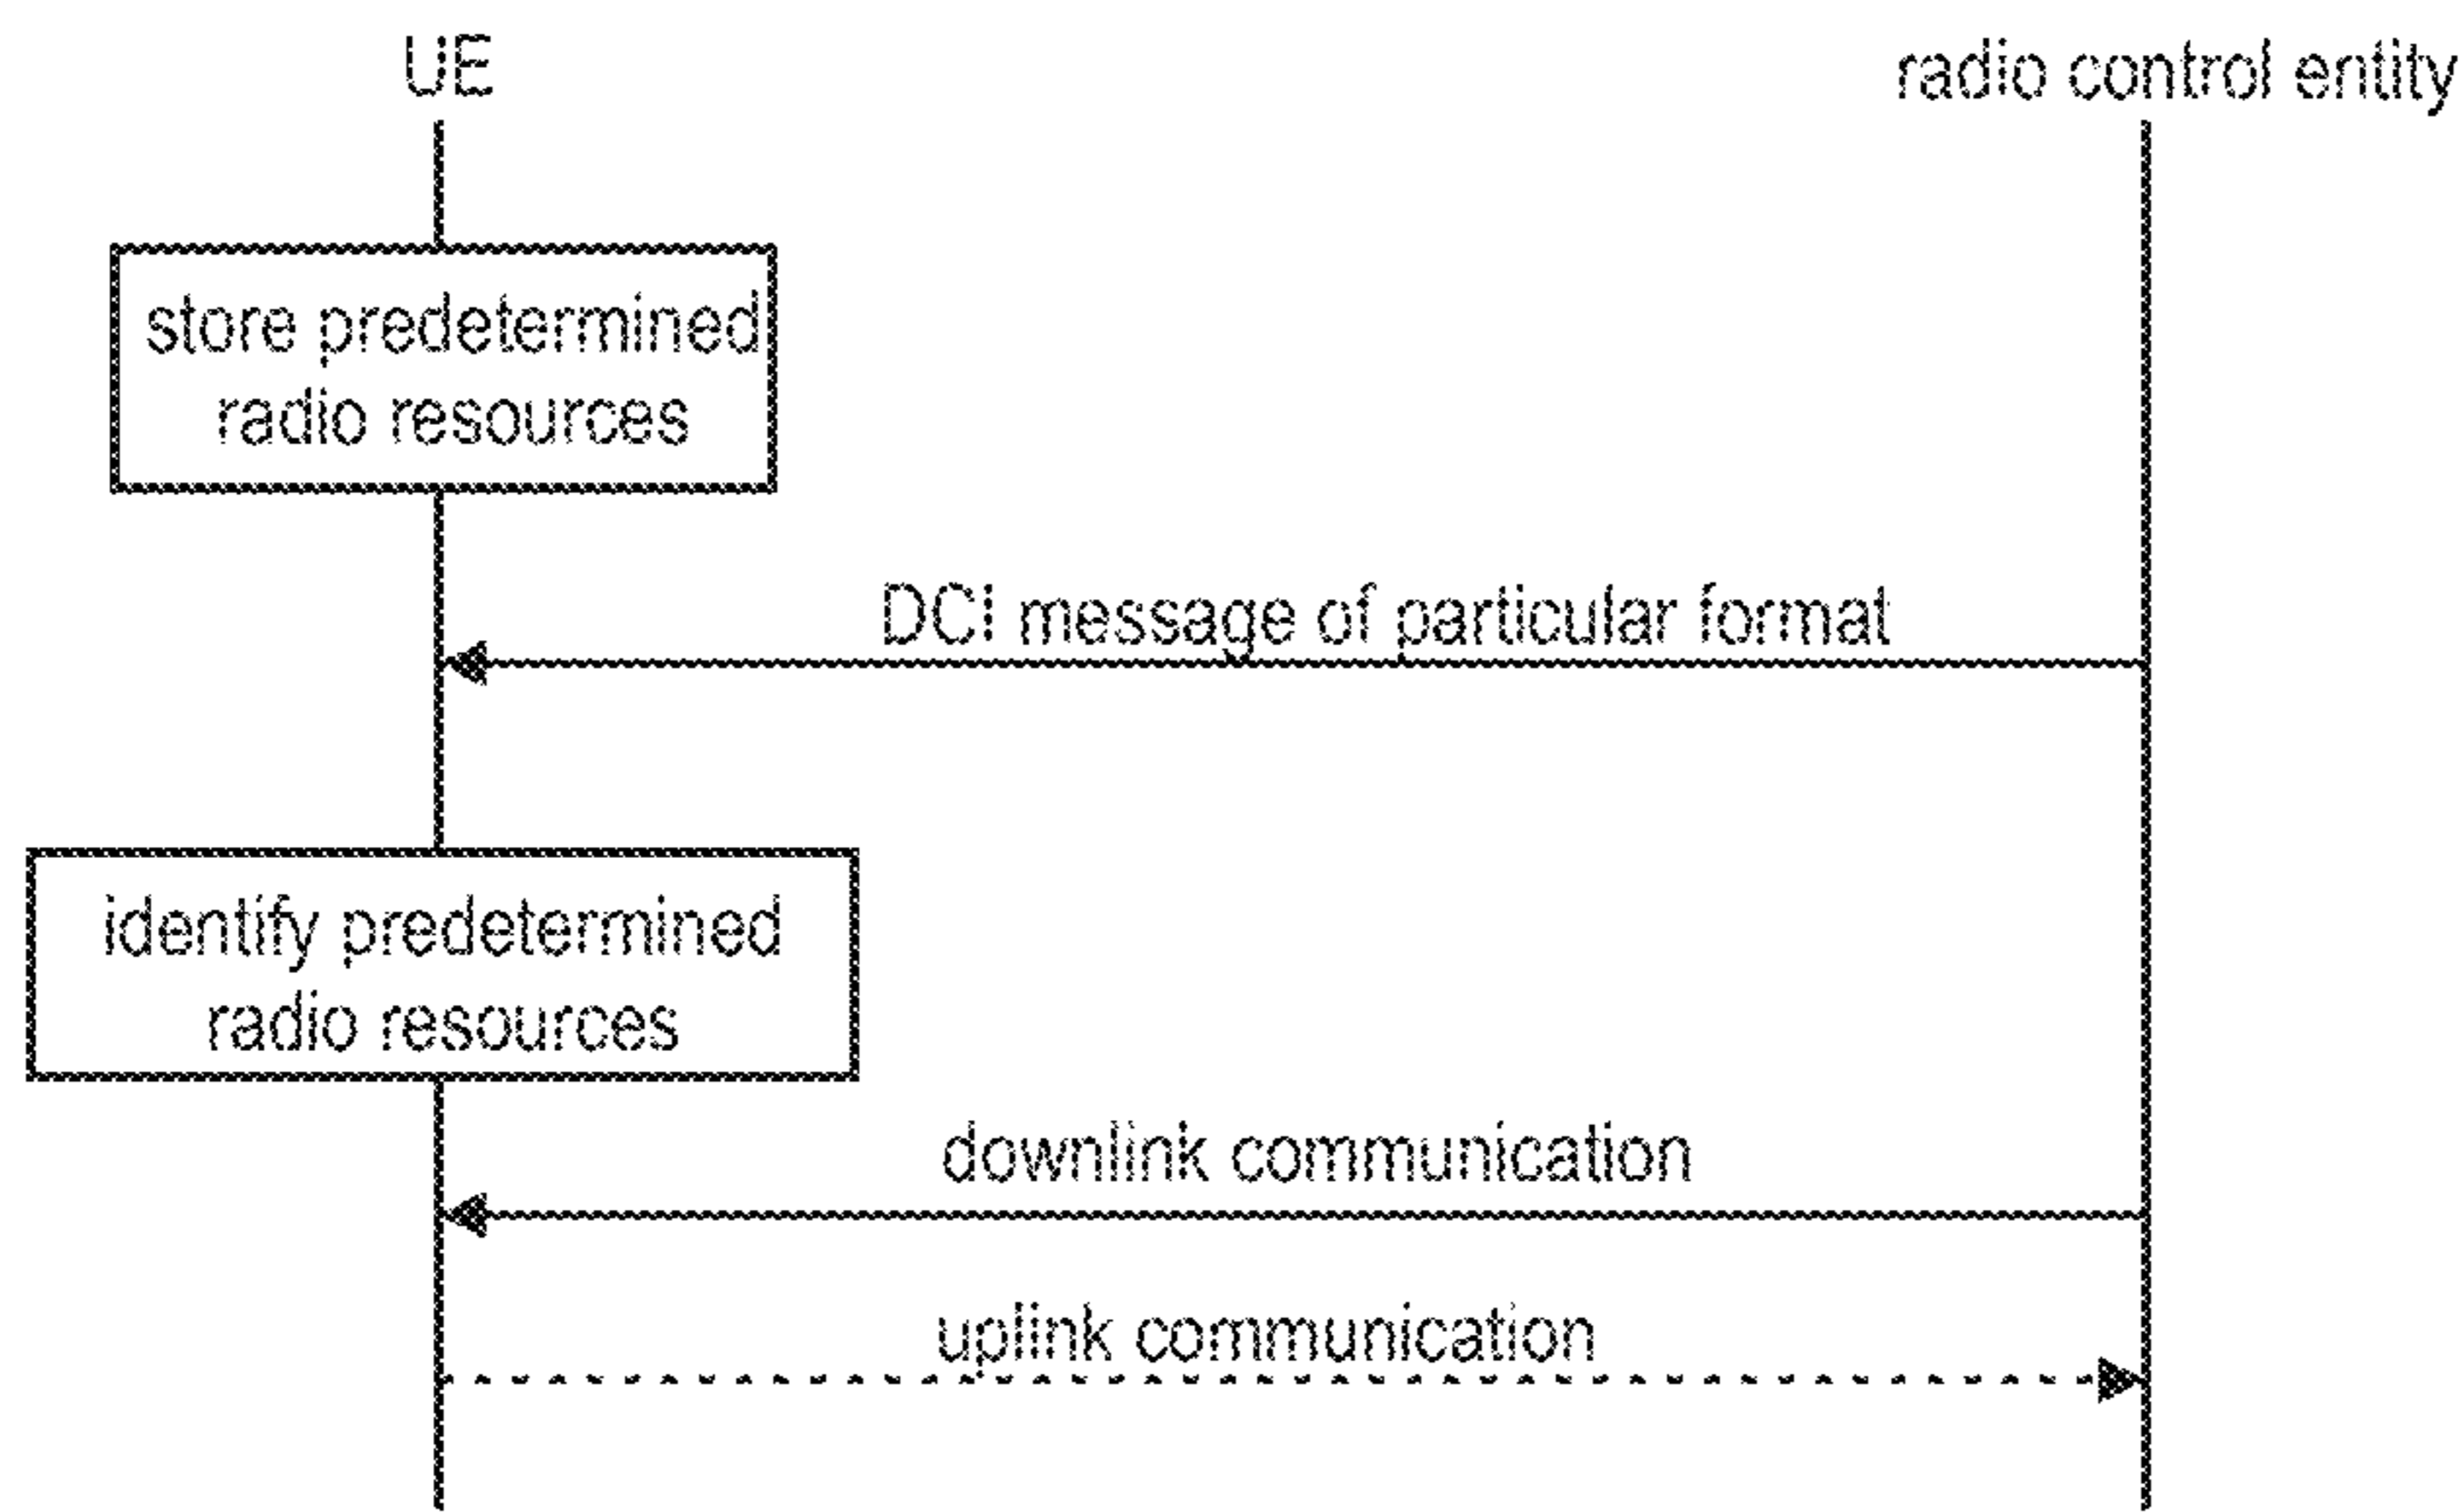 UE
radio control entity
store predetermined
radio resources
DCI message of particular format
identify predetermined
radio resources
downlink communication
uplink communication